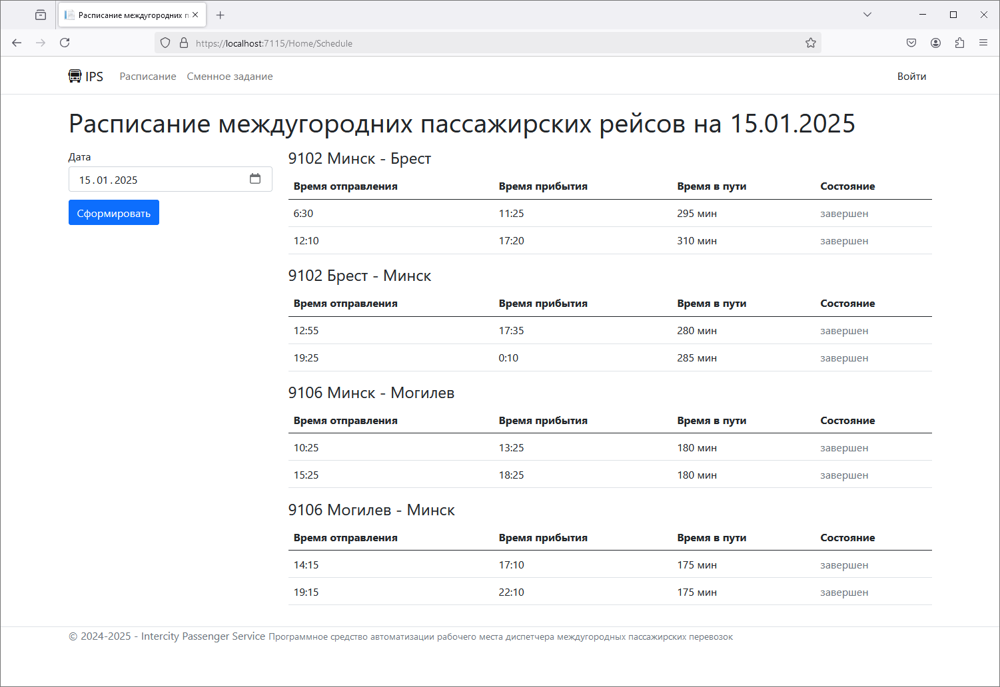 Расписание междугородних п
https://localhost:7115/Home/Schedule
IPS Расписание Сменное задание Войти
Расписание междугородних пассажирских рейсов на 15.01.2025
Дата
15.01.2025
Сформировать
9102 Минск - Брест
Время отправления Время прибытия Время в пути Состояние
6:30 11:25 295 мин завершен
12:10 17:20 310 мин завершен
9102 Брест - Минск
Время отправления Время прибытия Время в пути Состояние
12:55 17:35 280 мин завершен
19:25 0:10 285 мин завершен
9106 Минск - Могилев
Время отправления Время прибытия Время в пути Состояние
10:25 13:25 180 мин завершен
15:25 18:25 180 мин завершен
9106 Могилев - Минск
Время отправления Время прибытия Время в пути Состояние
14:15 17:10 175 мин завершен
19:15 22:10 175 мин завершен
© 2024-2025 - Intercity Passenger Service Программное средство автоматизации рабочего места диспетчера междугородных пассажирских перевозок